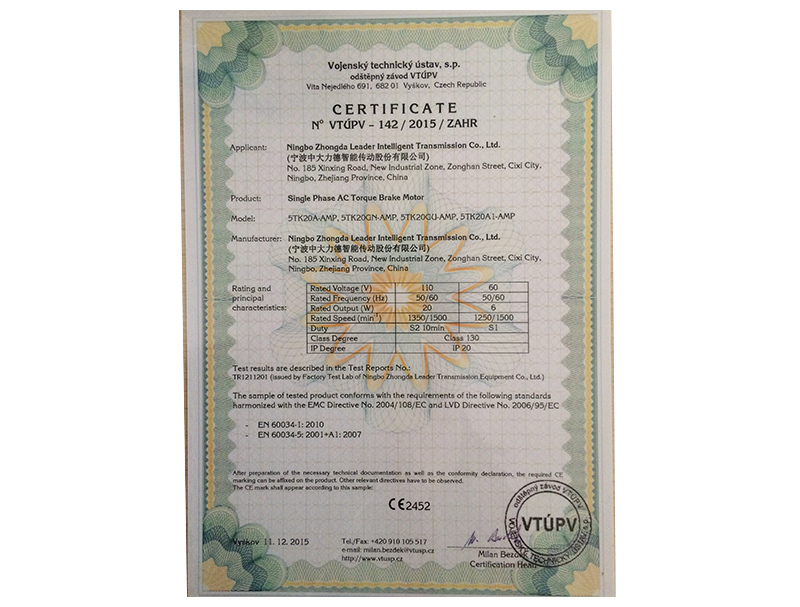 Vojenský technický ústav, s.p.
odštěpný závod VTÚPV
Víta Nejedlého 691, 682 01 Vyškov, Czech Republic
CERTIFICATE
Nº VTÚPV – 142 / 2015 / ZAHR
Applicant: Ningbo Zhongda Leader Intelligent Transmission Co., Ltd.
(宁波中大力德智能传动股份有限公司)
No. 185 Xinxing Road, New Industrial Zone, Zonghan Street, Cixi City,
Ningbo, Zhejiang Province, China
Product: Single Phase AC Torque Brake Motor
Model: 5TK20A-AMP, 5TK20GN-AMP, 5TK20GU-AMP, 5TK20A1-AMP
Manufacturer: Ningbo Zhongda Leader Intelligent Transmission Co., Ltd.
(宁波中大力德智能传动股份有限公司)
No. 185 Xinxing Road, New Industrial Zone, Zonghan Street, Cixi City,
Ningbo, Zhejiang Province, China
Rating and principal characteristics:
Rated Voltage (V) 110 60
Rated Frequency (Hz) 50/60 50/60
Rated Output (W) 20 6
Rated Speed (min⁻¹) 1350/1500 1250/1500
Duty S2 10min S1
Class Degree Class 130
IP Degree IP 20
Test results are described in the Test Reports No.:
TR1211201 (issued by Factory Test Lab of Ningbo Zhongda Leader Transmission Equipment Co., Ltd.)
The sample of tested product conforms with the requirements of the following standards
harmonized with the EMC Directive No. 2004/108/EC and LVD Directive No. 2006/95/EC
- EN 60034-1: 2010
- EN 60034-5: 2001+A1: 2007
After preparation of the necessary technical documentation as well as the conformity declaration, the required CE
marking can be affixed on the product. Other relevant directives have to be observed.
The CE mark shall appear according to this sample:
CE2452
Vyškov 11. 12. 2015
Tel./Fax: +420 910 105 517
e-mail: milan.bezdek@vtusp.cz
http://www.vtusp.cz
Milan Bezdek
Certification Head
odštěpný závod VTÚPV
VTÚPV
VOJENSKÝ TECHNICKÝ ÚSTAV, s.p.